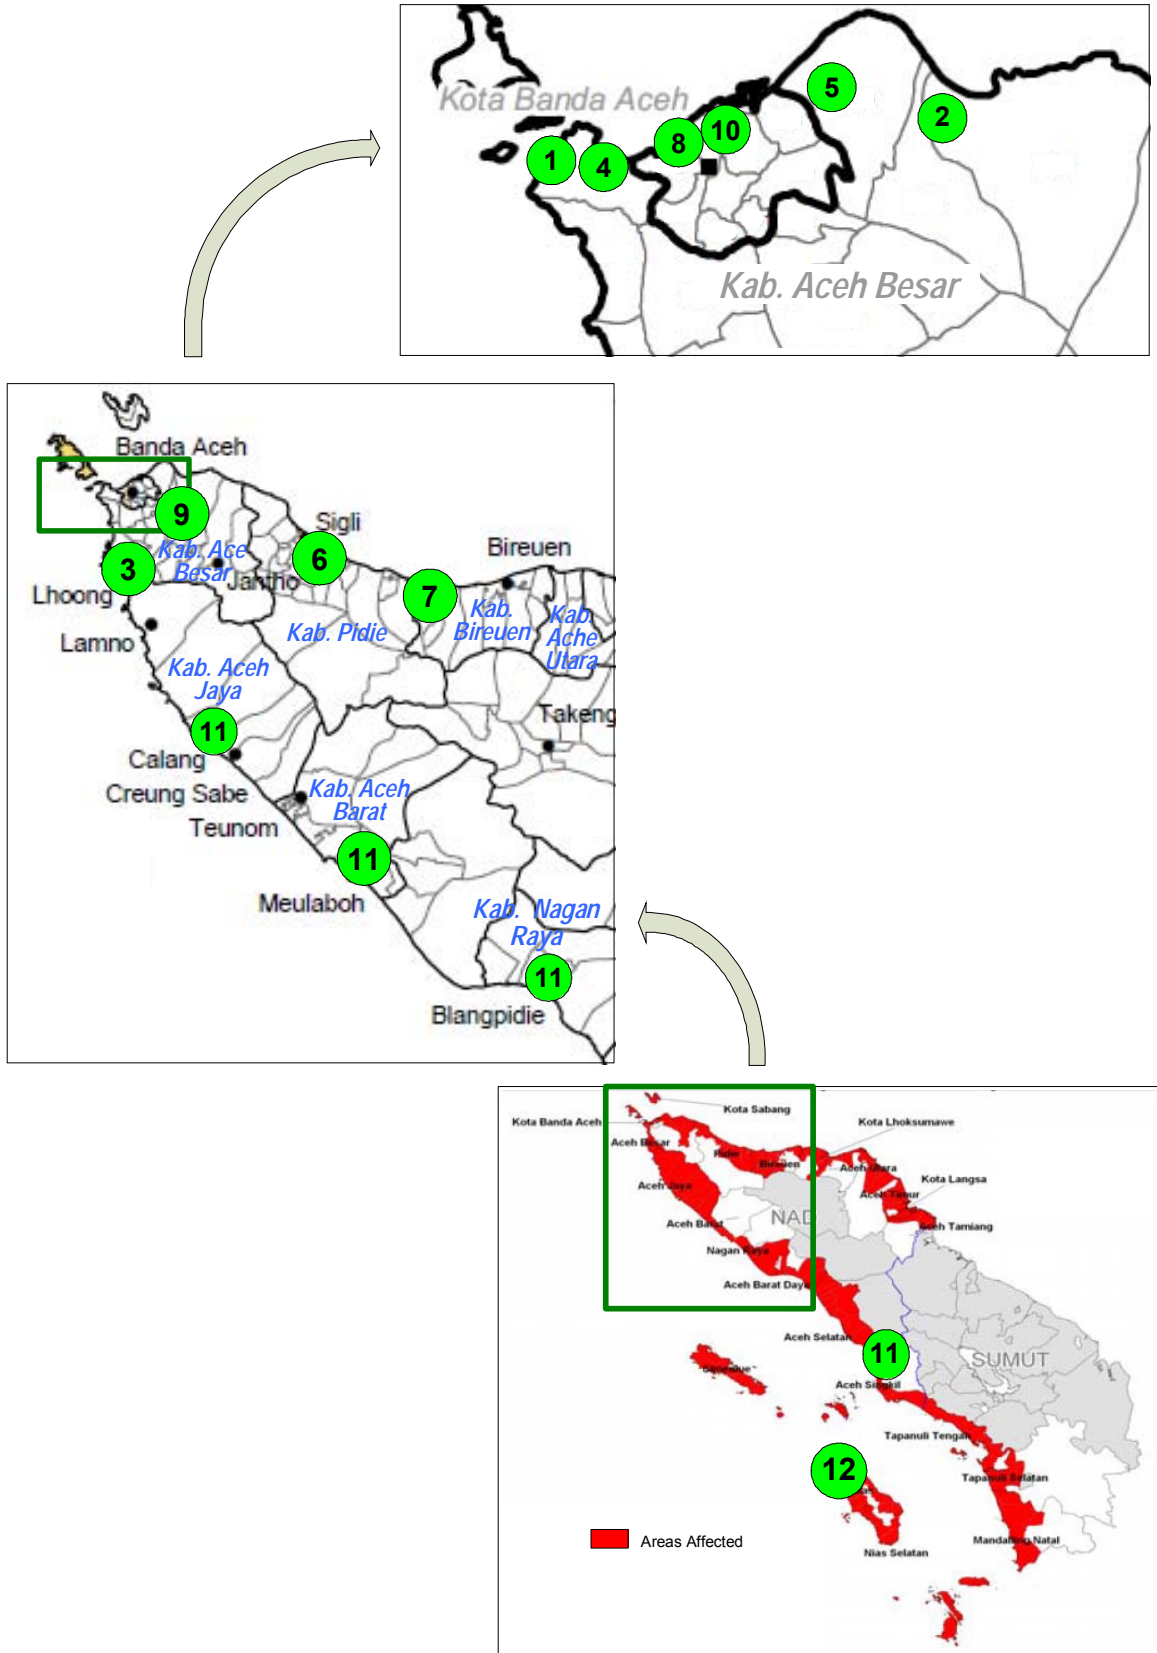 Kota Banda Aceh
5
2
10
8
1
4
Kab. Aceh Besar
Banda Aceh
9
Sigli
Kab. Ace
Besar
6
Bireuen
3
Jantho
7
Lhoong
Kab.
Bireuen
Kab.
Ache
Utara
Lamno
Kab. Pidie
Kab. Aceh
Jaya
Takeng
11
Calang
Creung Sabe
Kab. Aceh
Barat
Teunom
11
Meulaboh
Kab. Nagan
Raya
11
Blangpidie
Kota Sabang
Kota Banda Aceh
Kota Lhoksumawe
Aceh Besar
Pidie
Bireuen
Aceh Utara
Kota Langsa
Aceh Jaya
Aceh Timur
Aceh Barat
NAD
Aceh Tamiang
Nagan Raya
Aceh Barat Daya
Aceh Selatan
11
SUMUT
Simeulue
Aceh Singkil
Tapanuli Tengah
12
Tapanuli Selatan
Areas Affected
Mandailing Natal
Nias Selatan